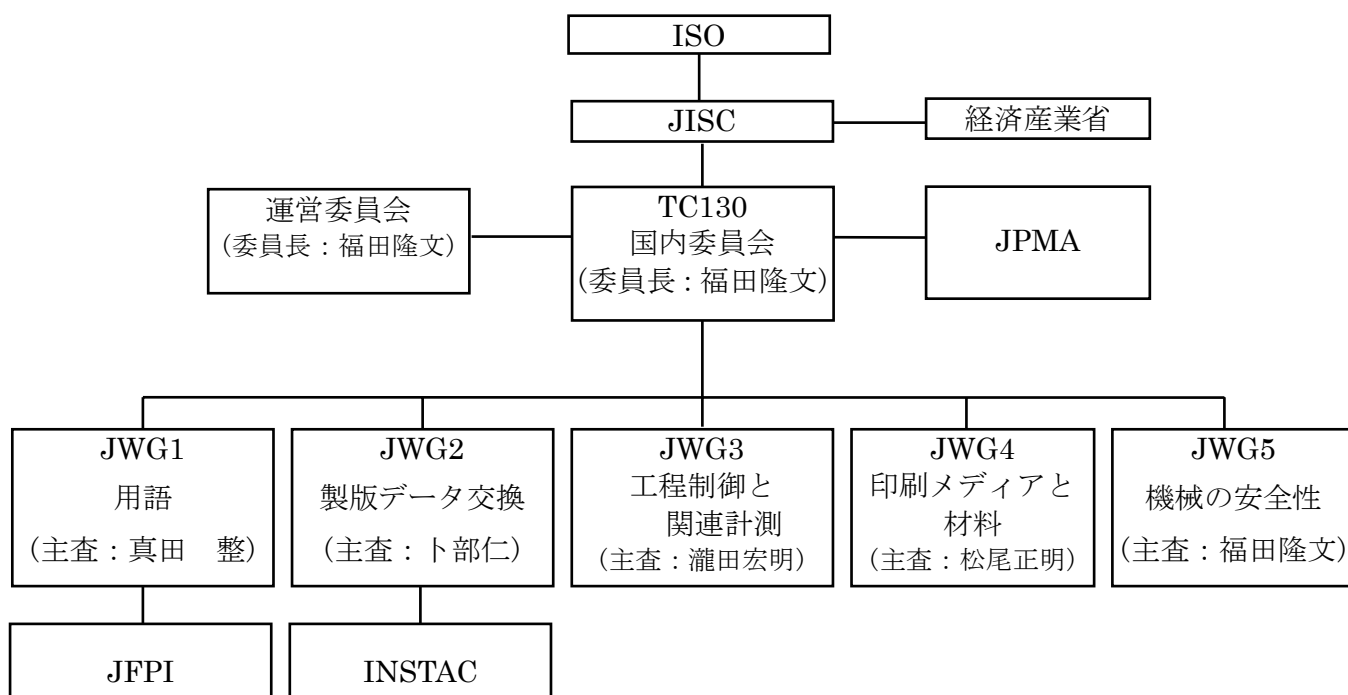 ISO
JISC
経済産業省
運営委員会
(委員長：福田隆文)
TC130
国内委員会
(委員長：福田隆文)
JPMA
JWG1
用語
(主査：真田　整)
JWG2
製版データ交換
(主査：卜部仁)
JWG3
工程制御と
関連計測
(主査：瀧田宏明)
JWG4
印刷メディアと
材料
(主査：松尾正明)
JWG5
機械の安全性
(主査：福田隆文)
JFPI
INSTAC